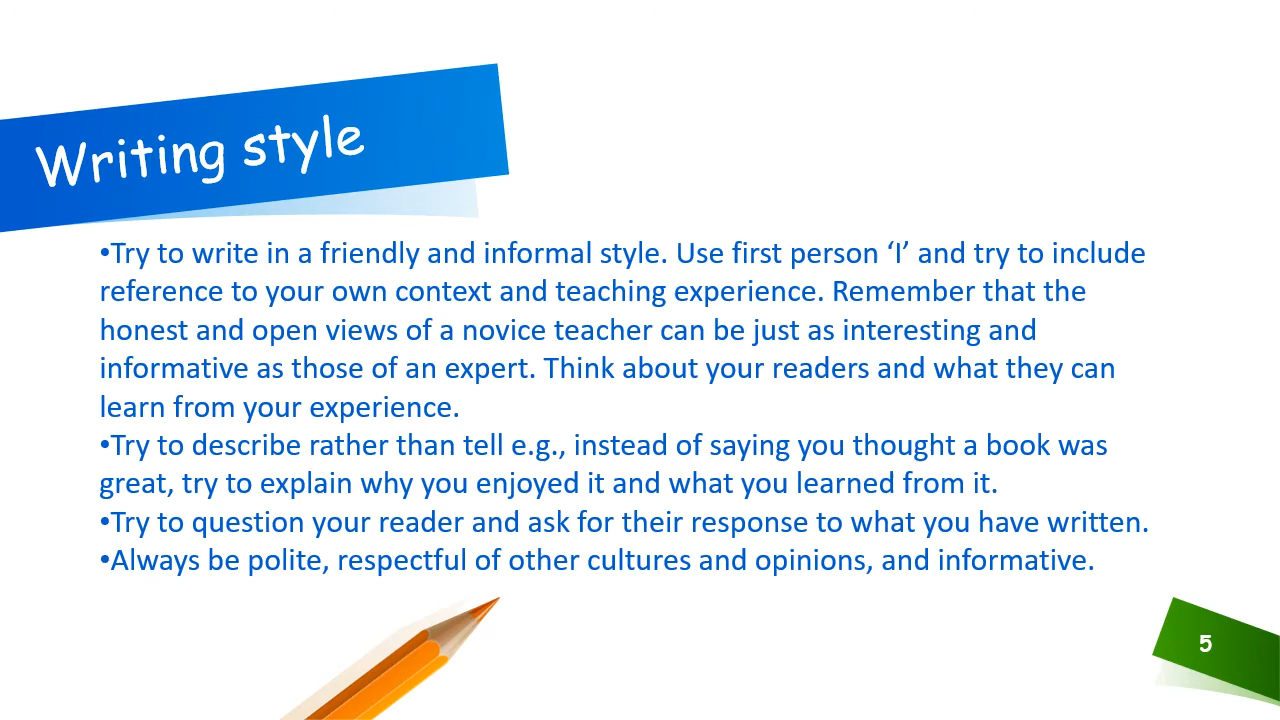 Writing style
•Try to write in a friendly and informal style. Use first person ‘I’ and try to include
reference to your own context and teaching experience. Remember that the
honest and open views of a novice teacher can be just as interesting and
informative as those of an expert. Think about your readers and what they can
learn from your experience.
•Try to describe rather than tell e.g., instead of saying you thought a book was
great, try to explain why you enjoyed it and what you learned from it.
•Try to question your reader and ask for their response to what you have written.
•Always be polite, respectful of other cultures and opinions, and informative.
5